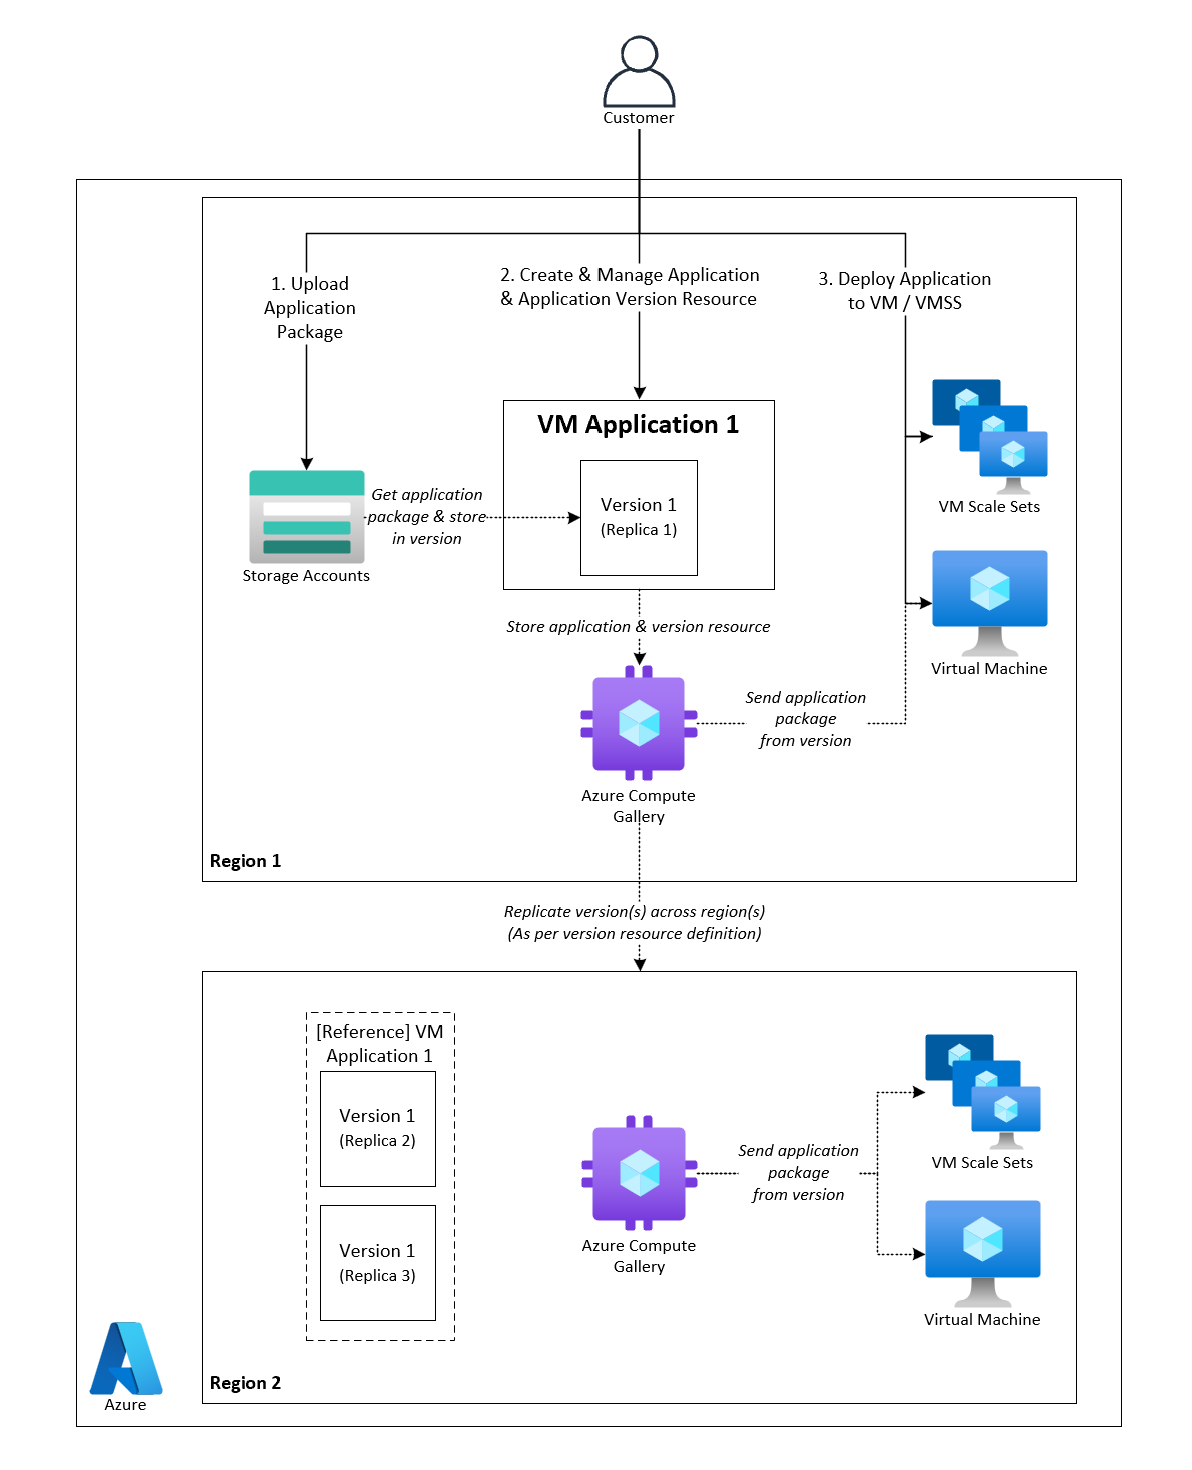 Customer
1. Upload
Application
Package
2. Create & Manage Application
& Application Version Resource
3. Deploy Application
to VM / VMSS
VM Application 1
Version 1
(Replica 1)
Get application
package & store
in version
Storage Accounts
VM Scale Sets
Virtual Machine
Store application & version resource
Send application
package
from version
Azure Compute
Gallery
Region 1
Replicate version(s) across region(s)
(As per version resource definition)
[Reference] VM
Application 1
Version 1
(Replica 2)
Version 1
(Replica 3)
Azure Compute
Gallery
Send application
package
from version
VM Scale Sets
Virtual Machine
Region 2
Azure